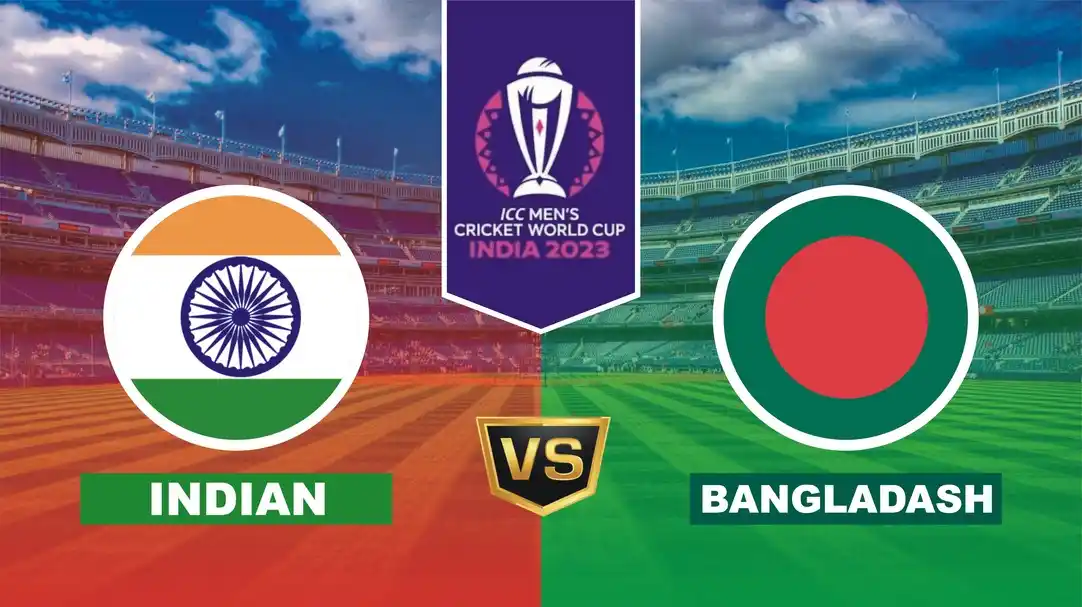 ICC MEN'S
CRICKET WORLD CUP
INDIA 2023
VS
INDIAN
BANGLADASH